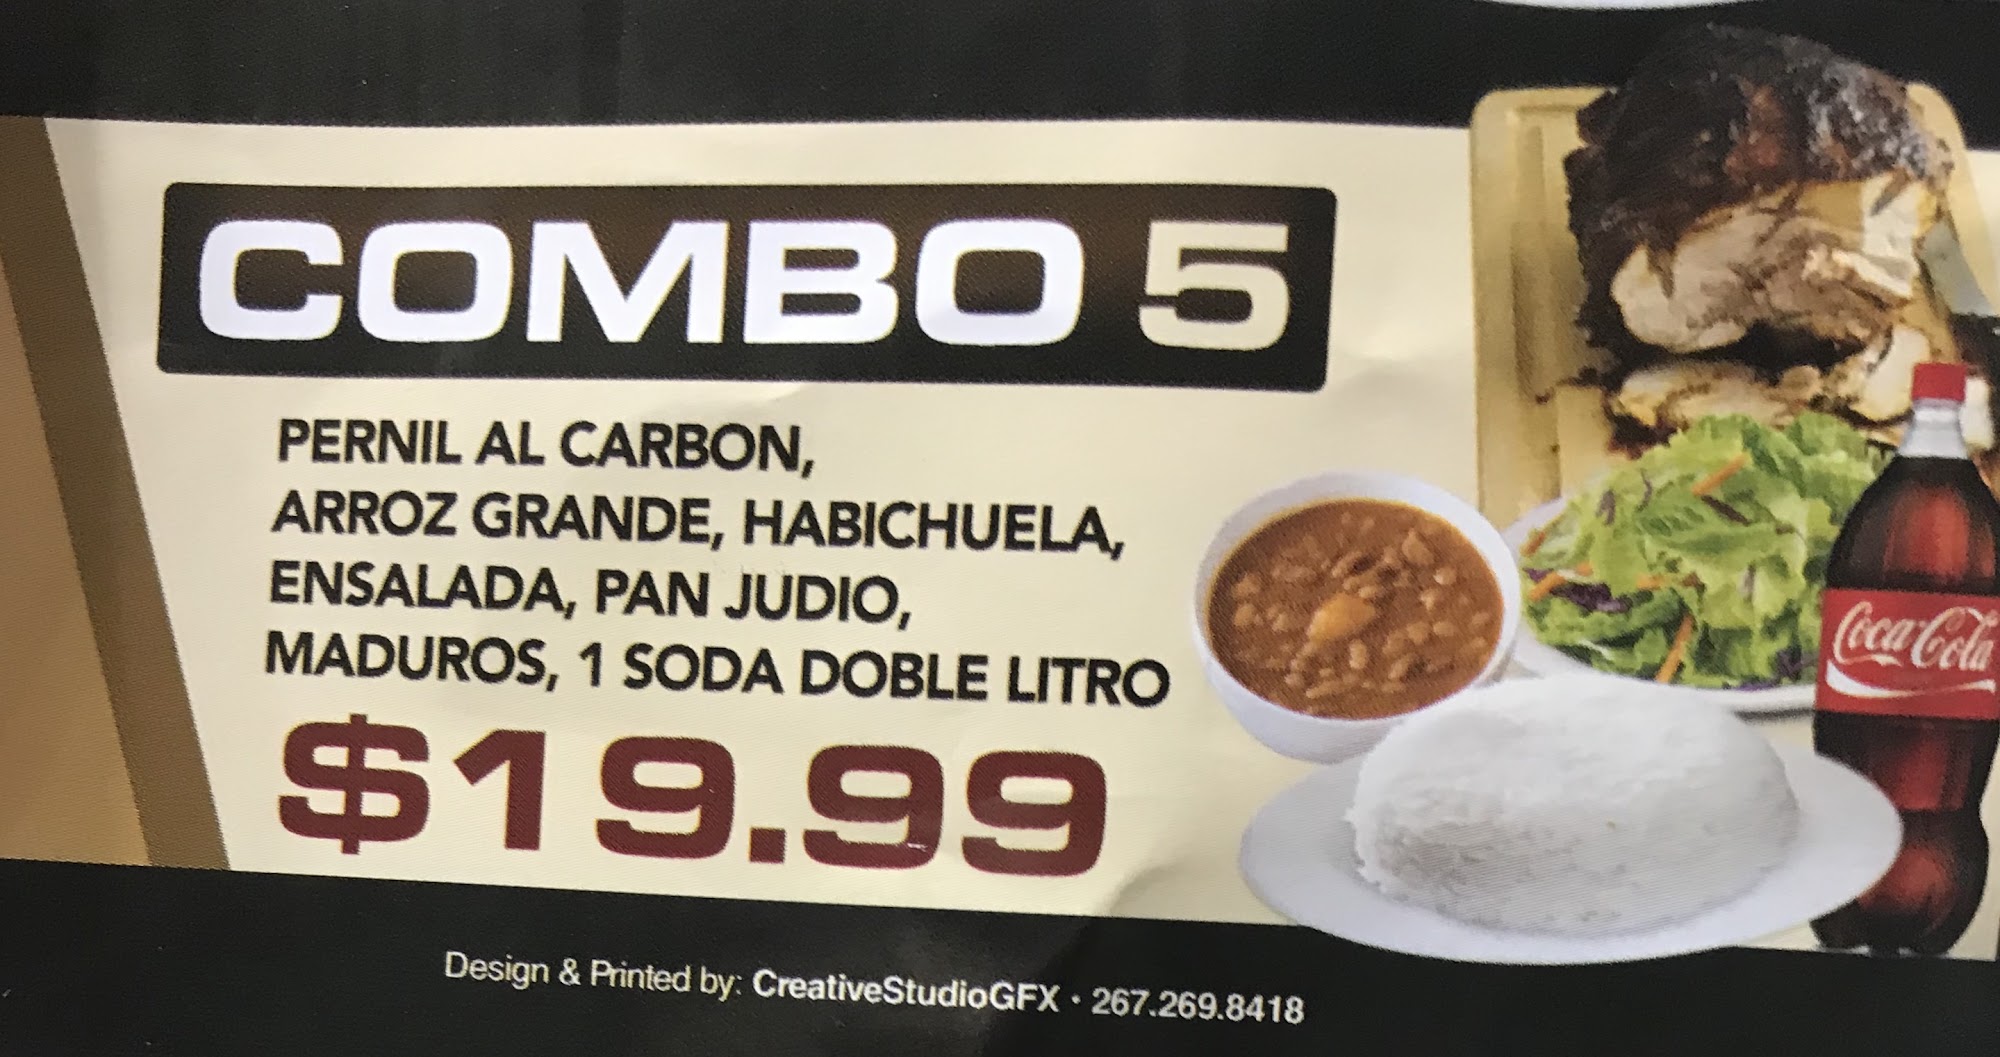 COMBO 5
PERNIL AL CARBON,
ARROZ GRANDE, HABICHUELA,
ENSALADA, PAN JUDIO,
MADUROS, 1 SODA DOBLE LITRO
$19.99
Coca-Cola
Design & Printed by: CreativeStudioGFX • 267.269.8418